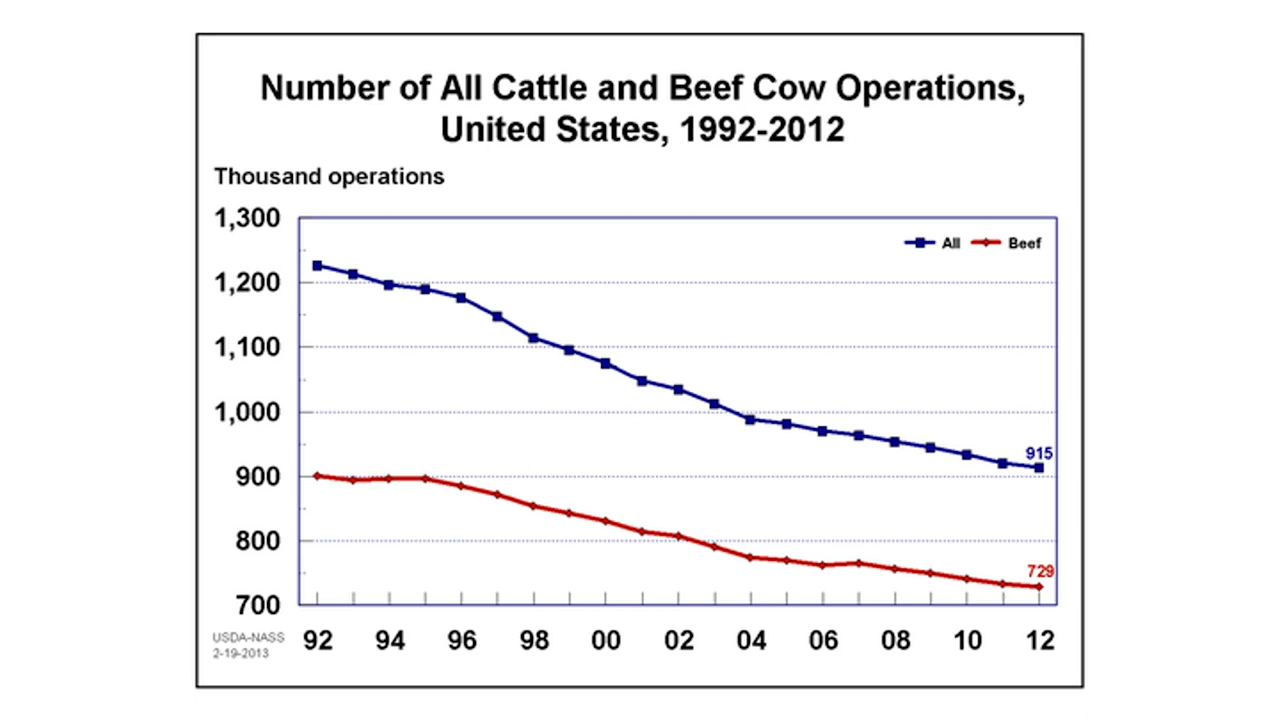 Number of All Cattle and Beef Cow Operations,
United States, 1992-2012
Thousand operations
1,300
All Beef
1,200
1,100
1,000
915
900
800
729
700
USDA-NASS
2-19-2013
92 94 96 98 00 02 04 06 08 10 12